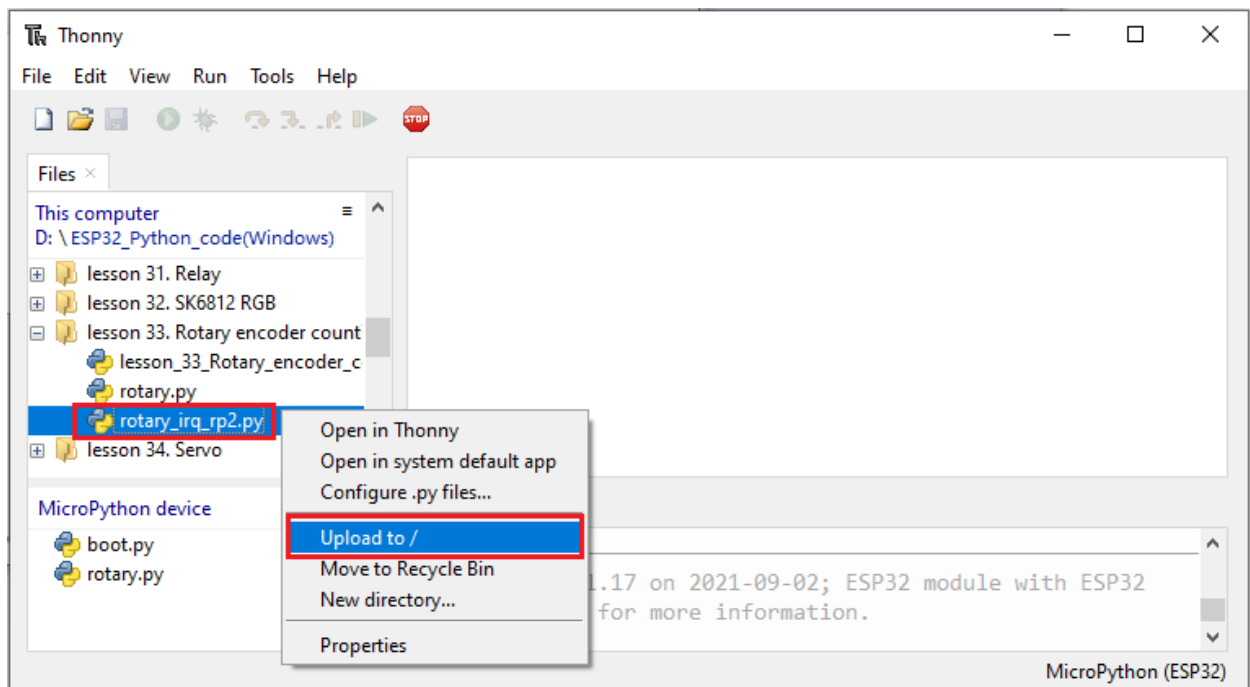 Thonny
File Edit View Run Tools Help
STOP
Files
This computer
D: \ ESP32_Python_code(Windows)
lesson 31. Relay
lesson 32. SK6812 RGB
lesson 33. Rotary encoder count
lesson_33_Rotary_encoder_c
rotary.py
rotary_irq_rp2.py
lesson 34. Servo
MicroPython device
boot.py
rotary.py
Open in Thonny
Open in system default app
Configure .py files...
Upload to /
Move to Recycle Bin
New directory...
Properties
1.17 on 2021-09-02; ESP32 module with ESP32
for more information.
MicroPython (ESP32)